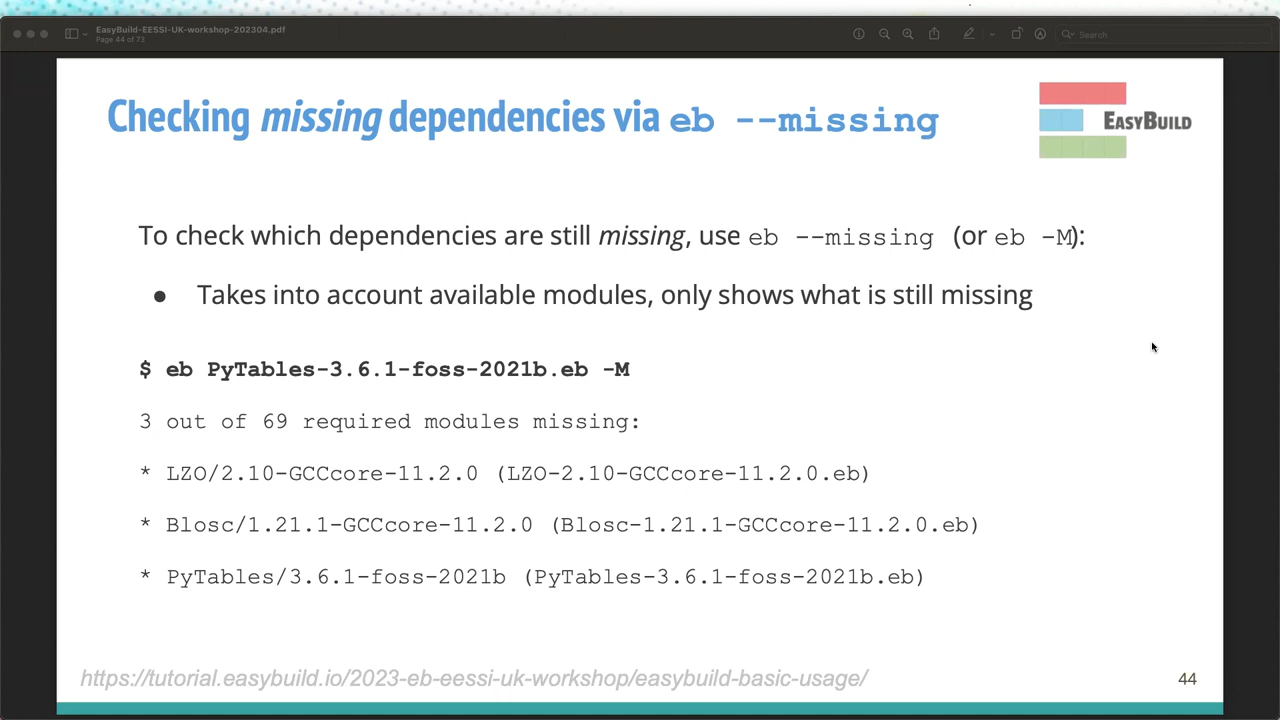 EasyBuild-EESSI-UK-workshop-202304.pdf
Page 44 of 73
Search
Checking missing dependencies via eb --missing
EASYBUILD
To check which dependencies are still missing, use eb --missing (or eb -M):
● Takes into account available modules, only shows what is still missing
$ eb PyTables-3.6.1-foss-2021b.eb -M
3 out of 69 required modules missing:
* LZO/2.10-GCCcore-11.2.0 (LZO-2.10-GCCcore-11.2.0.eb)
* Blosc/1.21.1-GCCcore-11.2.0 (Blosc-1.21.1-GCCcore-11.2.0.eb)
* PyTables/3.6.1-foss-2021b (PyTables-3.6.1-foss-2021b.eb)
https://tutorial.easybuild.io/2023-eb-eessi-uk-workshop/easybuild-basic-usage/
44